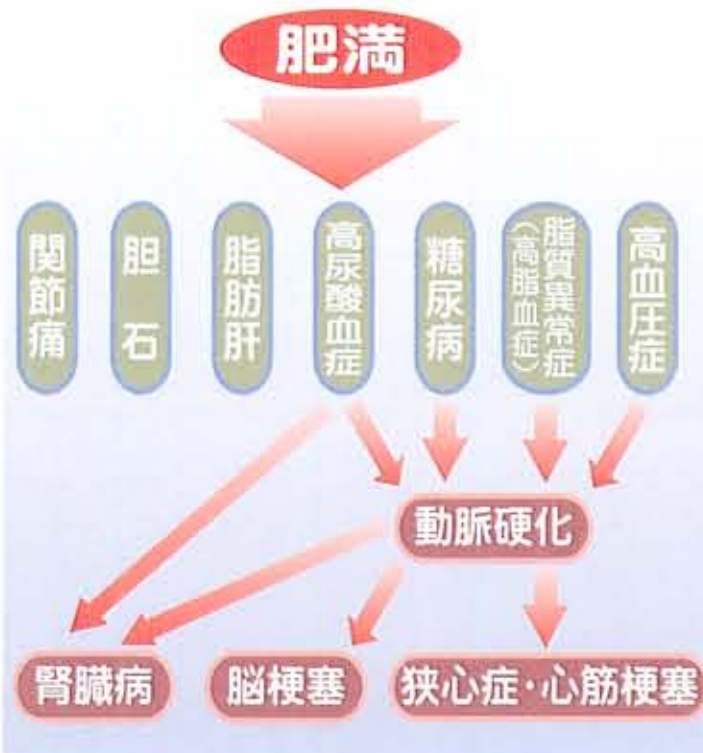 肥満
関節痛
胆石
脂肪肝
高尿酸血症
糖尿病
脂質異常症
(高脂血症)
高血圧症
動脈硬化
腎臓病
脳梗塞
狭心症・心筋梗塞